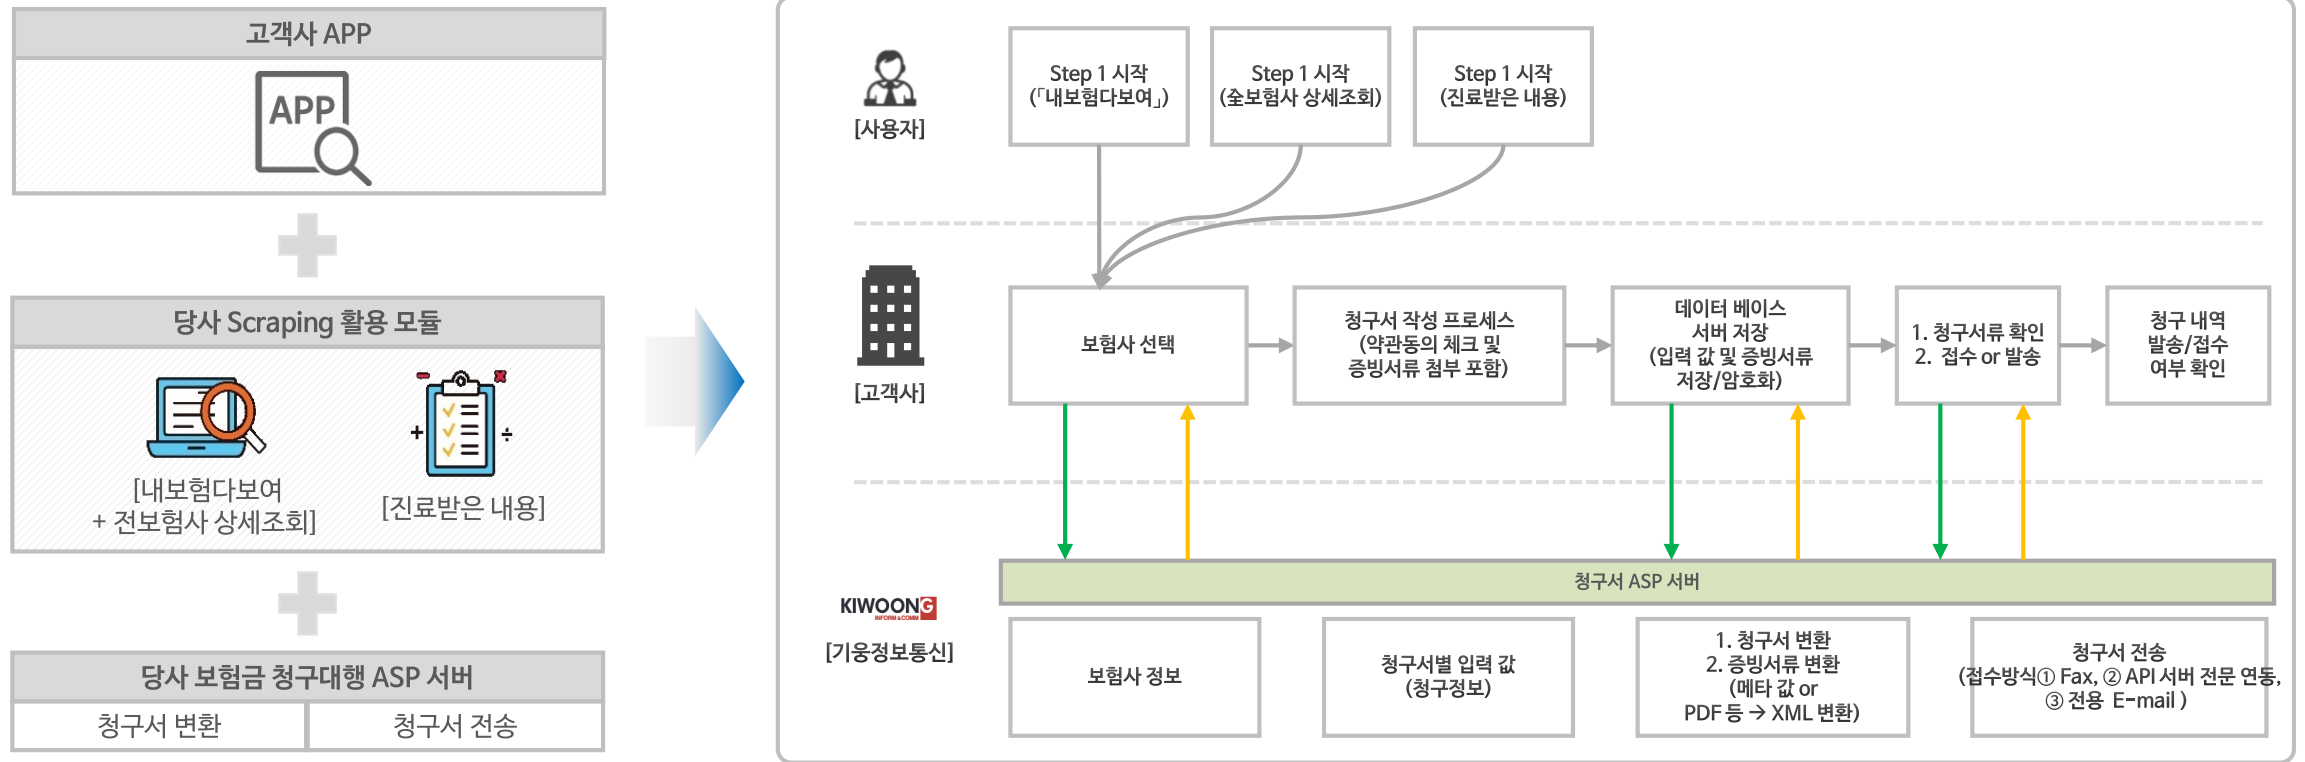 고객사 APP
APP
당사 Scraping 활용 모듈
[내보험다보여
+ 전보험사 상세조회]
[진료받은 내용]
당사 보험금 청구대행 ASP 서버
청구서 변환
청구서 전송
[사용자]
Step 1 시작
(「내보험다보여」)
Step 1 시작
(全보험사 상세조회)
Step 1 시작
(진료받은 내용)
[고객사]
보험사 선택
청구서 작성 프로세스
(약관동의 체크 및
증빙서류 첨부 포함)
데이터 베이스
서버 저장
(입력 값 및 증빙서류
저장/암호화)
1. 청구서류 확인
2. 접수 or 발송
청구 내역
발송/접수
여부 확인
청구서 ASP 서버
KIWOONG
INFORM & COMM
[기웅정보통신]
보험사 정보
청구서별 입력 값
(청구정보)
1. 청구서 변환
2. 증빙서류 변환
(메타 값 or
PDF 등 → XML 변환)
청구서 전송
(접수방식① Fax, ② API 서버 전문 연동,
③ 전용 E-mail )